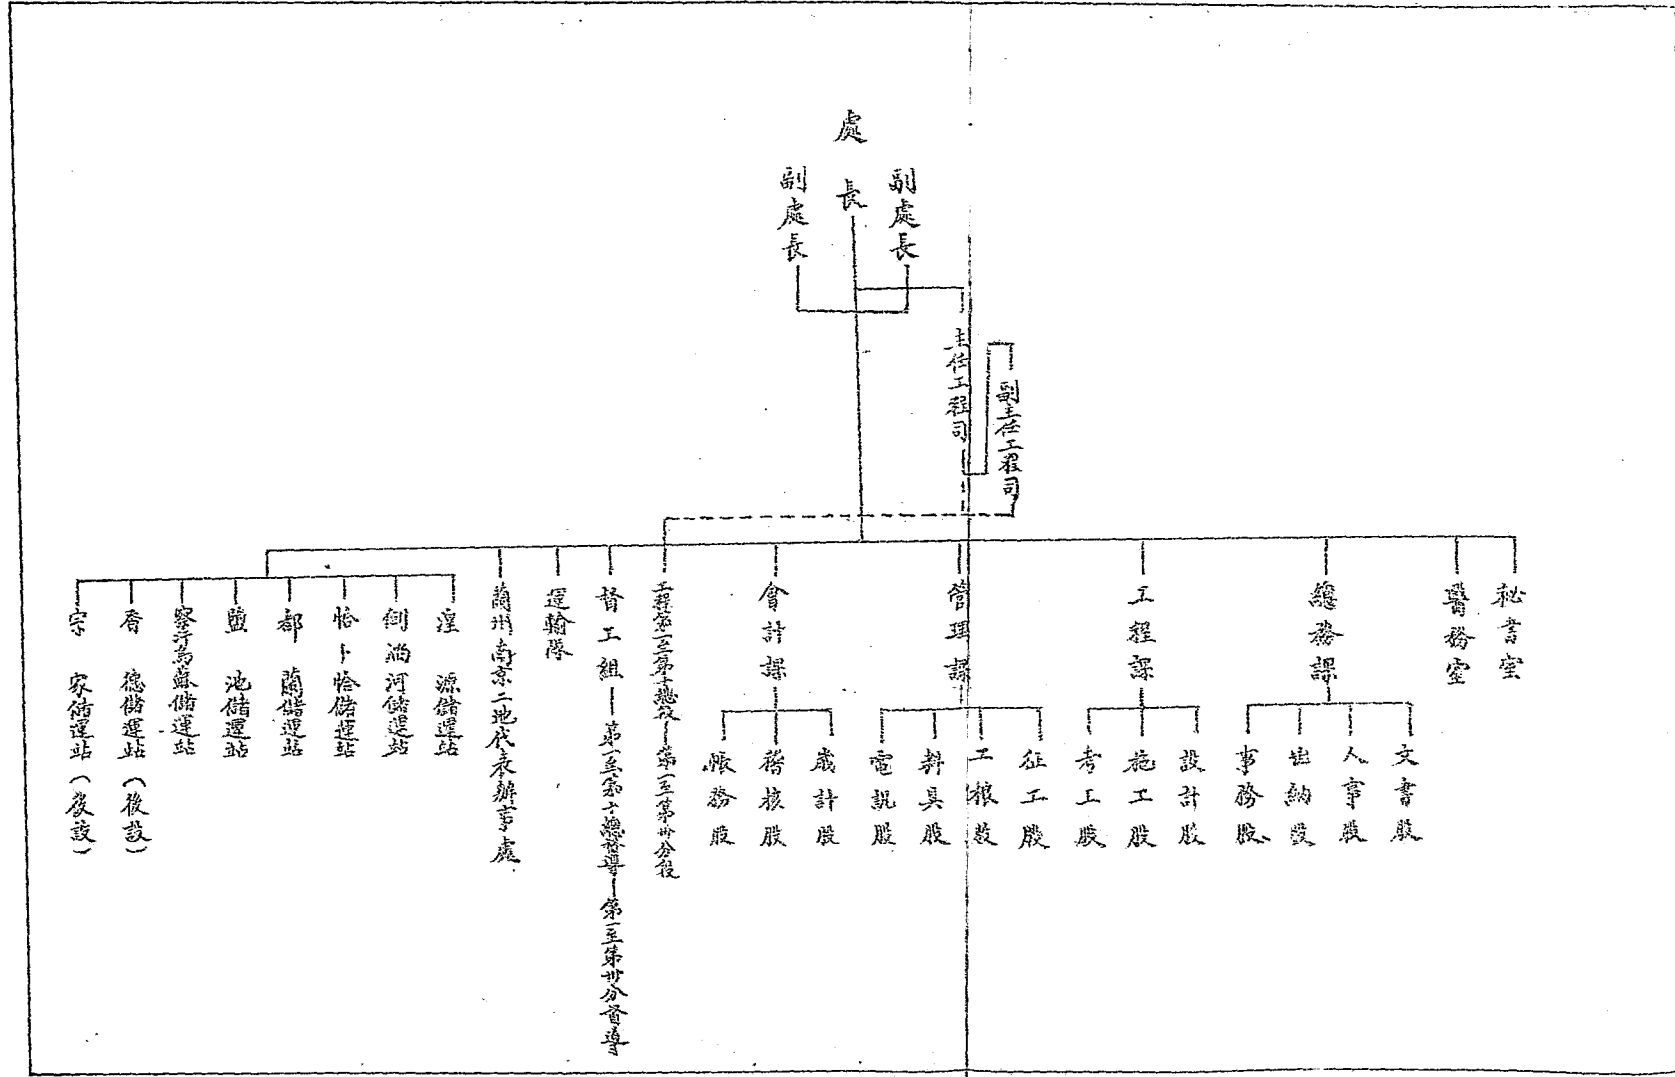 處長
副處長
副處長
主任工程司
副主任工程司
秘書室
醫務室
總務課
文書股
人事股
出納股
事務股
工程課
設計股
施工股
考工股
管理課
征工股
工粮股
料具股
電訊股
會計課
歲計股
稽核股
帳務股
工程第一至第十總段—第一至第卅分段
督工組—第一至第十總督導—第一至第卅分督導
運輸隊
蘭州南京二地代表辦事處
湟源儲運站
倒淌河儲運站
恰卜恰儲運站
都蘭儲運站
鹽池儲運站
察汗烏蘇儲運站
香德儲運站(後設)
宗家儲運站(後設)